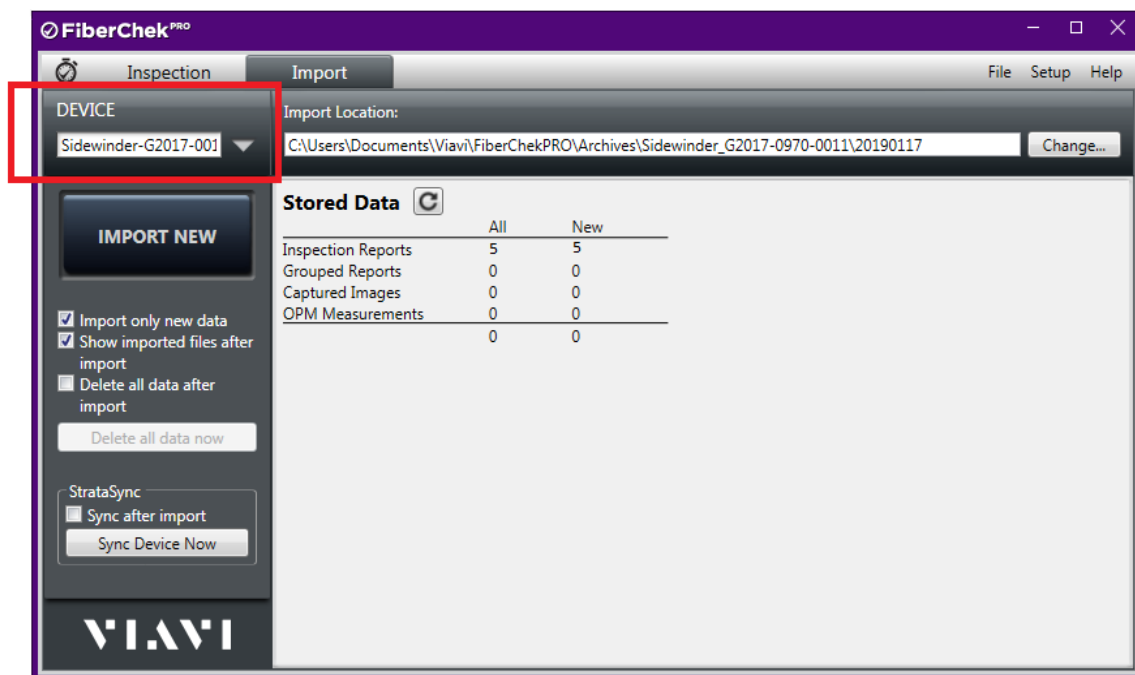 FiberChek PRO
Inspection Import File Setup Help
DEVICE
Sidewinder-G2017-001
Import Location:
C:\Users\Documents\Viavi\FiberChekPRO\Archives\Sidewinder_G2017-0970-0011\20190117 Change...
IMPORT NEW
Import only new data
Show imported files after
import
Delete all data after
import
Delete all data now
StrataSync
Sync after import
Sync Device Now
VIAVI
Stored Data
All New
Inspection Reports 5 5
Grouped Reports 0 0
Captured Images 0 0
OPM Measurements 0 0
0 0